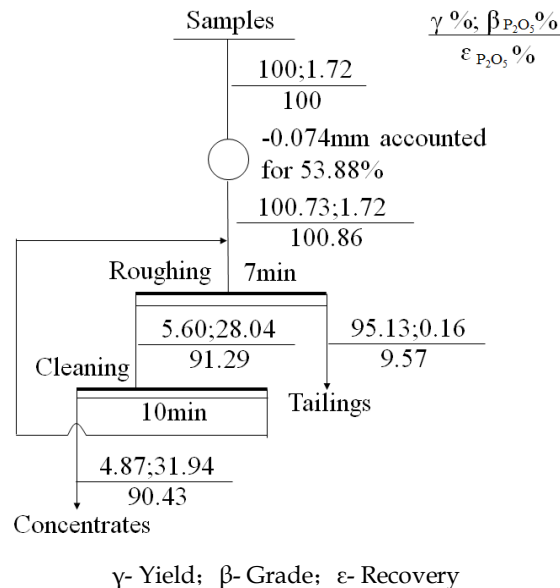 Samples
γ %; β P₂O₅%
ε P₂O₅ %
100;1.72
100
-0.074mm accounted
for 53.88%
100.73;1.72
100.86
Roughing
7min
5.60;28.04
91.29
95.13;0.16
9.57
Cleaning
10min
Tailings
4.87;31.94
90.43
Concentrates
γ- Yield; β- Grade; ε- Recovery